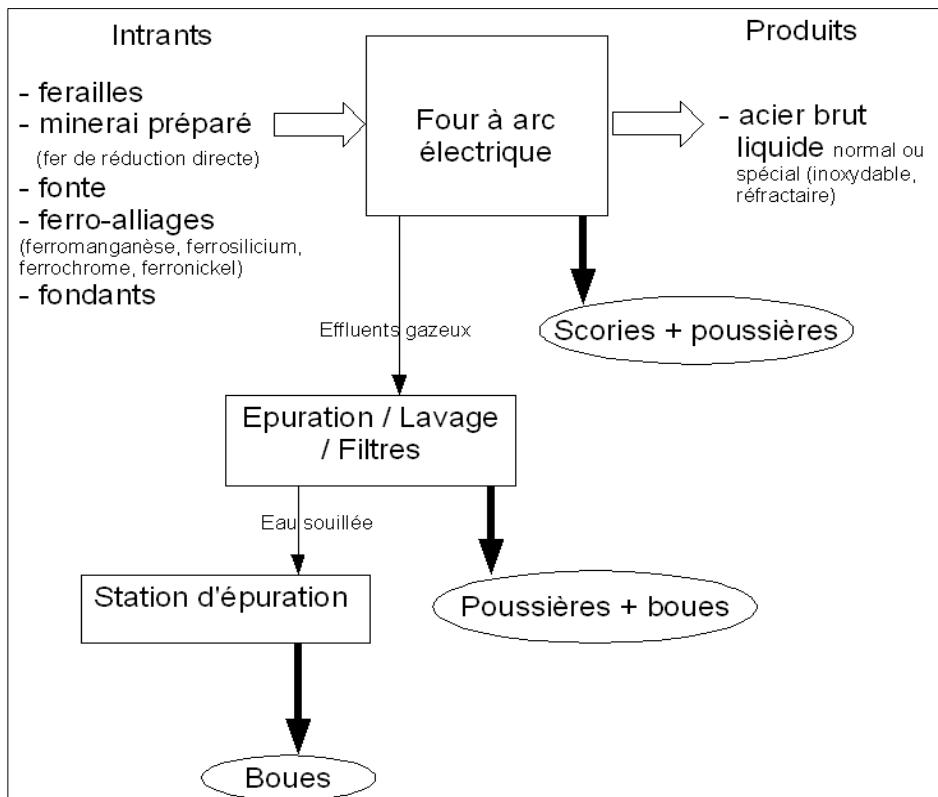 Intrants
- ferailles
- minerai préparé
(fer de réduction directe)
- fonte
- ferro-alliages
(ferromanganèse, ferrosilicium,
ferrochrome, ferronickel)
- fondants
Four à arc
électrique
Produits
- acier brut
liquide normal ou
spécial (inoxydable,
réfractaire)
Effluents gazeux
Scories + poussières
Epuration / Lavage
/ Filtres
Eau souillée
Station d'épuration
Poussières + boues
Boues